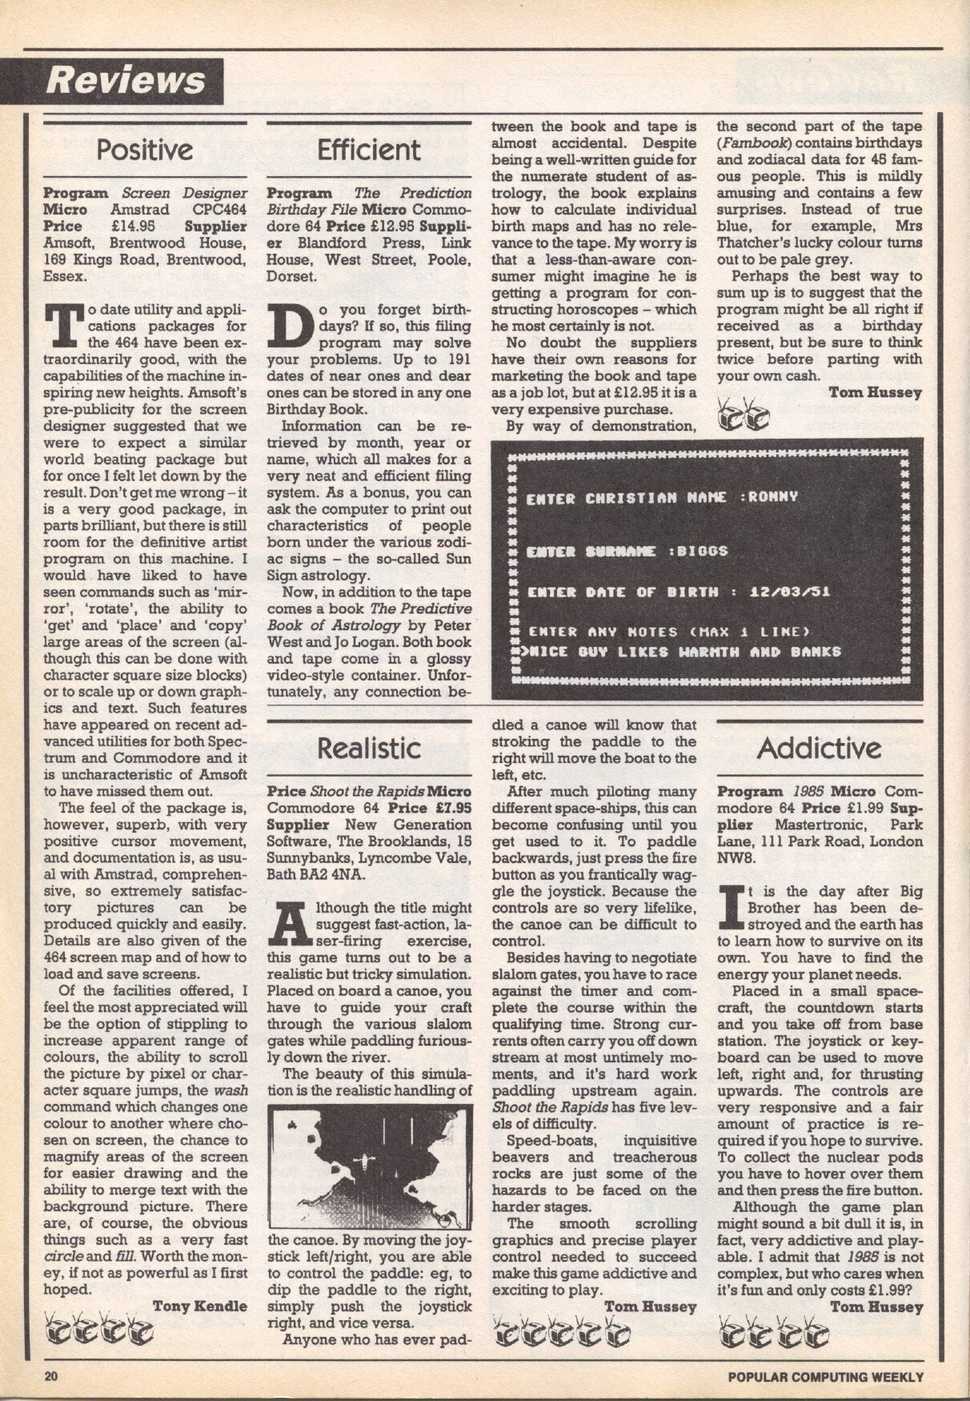 Reviews
Positive
Program Screen Designer
Micro Amstrad CPC464
Price £14.95 Supplier
Amsoft, Brentwood House,
169 Kings Road, Brentwood,
Essex.
To date utility and appli-
cations packages for
the 464 have been ex-
traordinarily good, with the
capabilities of the machine in-
spiring new heights. Amsoft's
pre-publicity for the screen
designer suggested that we
were to expect a similar
world beating package but
for once I felt let down by the
result. Don't get me wrong – it
is a very good package, in
parts brilliant, but there is still
room for the definitive artist
program on this machine. I
would have liked to have
seen commands such as 'mir-
ror', 'rotate', the ability to
'get' and 'place' and 'copy'
large areas of the screen (al-
though this can be done with
character square size blocks)
or to scale up or down graph-
ics and text. Such features
have appeared on recent ad-
vanced utilities for both Spec-
trum and Commodore and it
is uncharacteristic of Amsoft
to have missed them out.
The feel of the package is,
however, superb, with very
positive cursor movement,
and documentation is, as usu-
al with Amstrad, comprehen-
sive, so extremely satisfac-
tory pictures can be
produced quickly and easily.
Details are also given of the
464 screen map and of how to
load and save screens.
Of the facilities offered, I
feel the most appreciated will
be the option of stippling to
increase apparent range of
colours, the ability to scroll
the picture by pixel or char-
acter square jumps, the wash
command which changes one
colour to another where cho-
sen on screen, the chance to
magnify areas of the screen
for easier drawing and the
ability to merge text with the
background picture. There
are, of course, the obvious
things such as a very fast
circle and fill. Worth the mon-
ey, if not as powerful as I first
hoped.
Tony Kendle
Efficient
Program The Prediction
Birthday File Micro Commo-
dore 64 Price £12.95 Suppli-
er Blandford Press, Link
House, West Street, Poole,
Dorset.
Do you forget birth-
days? If so, this filing
program may solve
your problems. Up to 191
dates of near ones and dear
ones can be stored in any one
Birthday Book.
Information can be re-
trieved by month, year or
name, which all makes for a
very neat and efficient filing
system. As a bonus, you can
ask the computer to print out
characteristics of people
born under the various zodi-
ac signs – the so-called Sun
Sign astrology.
Now, in addition to the tape
comes a book The Predictive
Book of Astrology by Peter
West and Jo Logan. Both book
and tape come in a glossy
video-style container. Unfor-
tunately, any connection be-
tween the book and tape is
almost accidental. Despite
being a well-written guide for
the numerate student of as-
trology, the book explains
how to calculate individual
birth maps and has no rele-
vance to the tape. My worry is
that a less-than-aware con-
sumer might imagine he is
getting a program for con-
structing horoscopes – which
he most certainly is not.
No doubt the suppliers
have their own reasons for
marketing the book and tape
as a job lot, but at £12.95 it is a
very expensive purchase.
By way of demonstration,
the second part of the tape
(Fambook) contains birthdays
and zodiacal data for 45 fam-
ous people. This is mildly
amusing and contains a few
surprises. Instead of true
blue, for example, Mrs
Thatcher's lucky colour turns
out to be pale grey.
Perhaps the best way to
sum up is to suggest that the
program might be all right if
received as a birthday
present, but be sure to think
twice before parting with
your own cash.
Tom Hussey
ENTER CHRISTIAN NAME :RONNY
ENTER SURNAME :BIGGS
ENTER DATE OF BIRTH : 12/03/51
ENTER ANY NOTES (MAX 1 LINE)
>NICE GUY LIKES WARMTH AND BANKS
Realistic
Price Shoot the Rapids Micro
Commodore 64 Price £7.95
Supplier New Generation
Software, The Brooklands, 15
Sunnybanks, Lyncombe Vale,
Bath BA2 4NA.
Although the title might
suggest fast-action, la-
ser-firing exercise,
this game turns out to be a
realistic but tricky simulation.
Placed on board a canoe, you
have to guide your craft
through the various slalom
gates while paddling furious-
ly down the river.
The beauty of this simula-
tion is the realistic handling of
the canoe. By moving the joy-
stick left/right, you are able
to control the paddle: eg, to
dip the paddle to the right,
simply push the joystick
right, and vice versa.
Anyone who has ever pad-
dled a canoe will know that
stroking the paddle to the
right will move the boat to the
left, etc.
After much piloting many
different space-ships, this can
become confusing until you
get used to it. To paddle
backwards, just press the fire
button as you frantically wag-
gle the joystick. Because the
controls are so very lifelike,
the canoe can be difficult to
control.
Besides having to negotiate
slalom gates, you have to race
against the timer and com-
plete the course within the
qualifying time. Strong cur-
rents often carry you off down
stream at most untimely mo-
ments, and it's hard work
paddling upstream again.
Shoot the Rapids has five lev-
els of difficulty.
Speed-boats, inquisitive
beavers and treacherous
rocks are just some of the
hazards to be faced on the
harder stages.
The smooth scrolling
graphics and precise player
control needed to succeed
make this game addictive and
exciting to play.
Tom Hussey
Addictive
Program 1985 Micro Com-
modore 64 Price £1.99 Sup-
plier Mastertronic, Park
Lane, 111 Park Road, London
NW8.
It is the day after Big
Brother has been de-
stroyed and the earth has
to learn how to survive on its
own. You have to find the
energy your planet needs.
Placed in a small space-
craft, the countdown starts
and you take off from base
station. The joystick or key-
board can be used to move
left, right and, for thrusting
upwards. The controls are
very responsive and a fair
amount of practice is re-
quired if you hope to survive.
To collect the nuclear pods
you have to hover over them
and then press the fire button.
Although the game plan
might sound a bit dull it is, in
fact, very addictive and play-
able. I admit that 1985 is not
complex, but who cares when
it's fun and only costs £1.99?
Tom Hussey
20
POPULAR COMPUTING WEEKLY